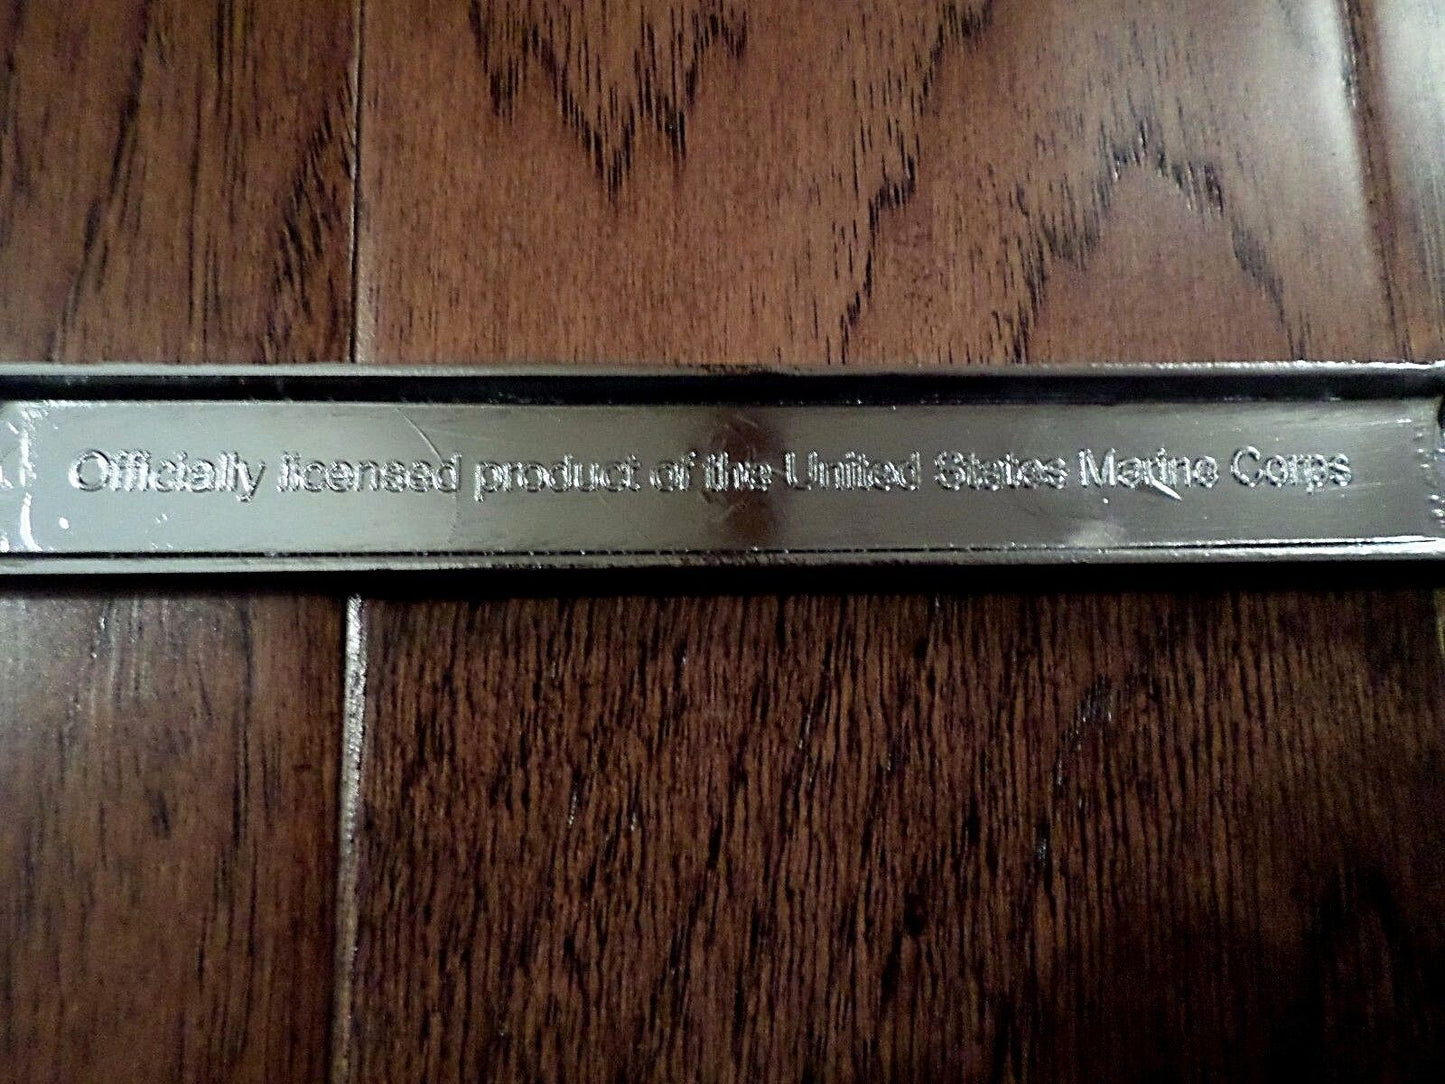 Officially licensed product of the United States Marine Corps